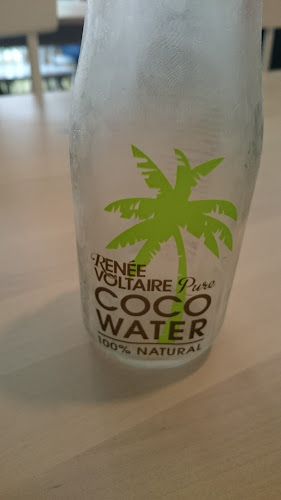 RENÉE
VOLTAIRE Pure
COCO
WATER
100% NATURAL